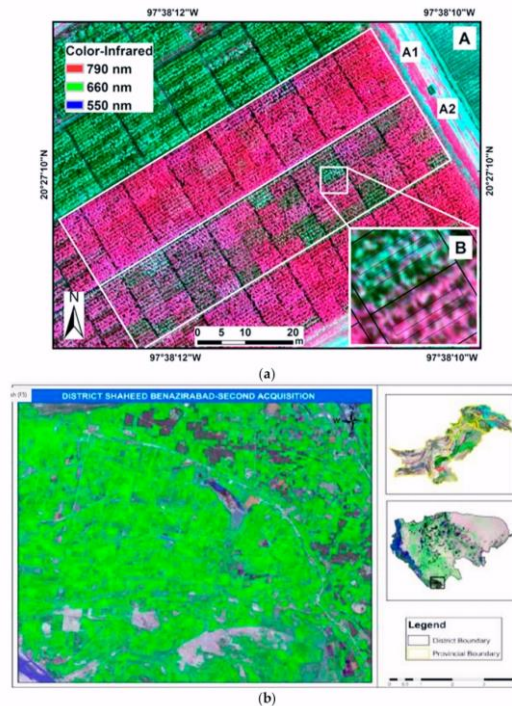 97°38'12"W
97°38'10"W
A
Color-Infrared
790 nm
660 nm
550 nm
A1
A2
20°27'10"N
20°27'10"N
B
N
0 5 10 20
m
97°38'12"W
97°38'10"W
(a)
DISTRICT SHAHEED BENAZIRABAD-SECOND ACQUISITION
Legend
District Boundary
Provincial Boundary
(b)